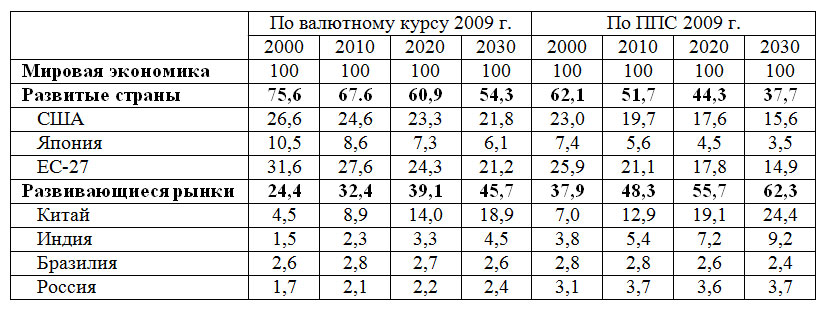 По валютному курсу 2009 г. По ППС 2009 г.
2000 2010 2020 2030 2000 2010 2020 2030
Мировая экономика 100 100 100 100 100 100 100 100
Развитые страны 75,6 67.6 60,9 54,3 62,1 51,7 44,3 37,7
США 26,6 24,6 23,3 21,8 23,0 19,7 17,6 15,6
Япония 10,5 8,6 7,3 6,1 7,4 5,6 4,5 3,5
ЕС-27 31,6 27,6 24,3 21,2 25,9 21,1 17,8 14,9
Развивающиеся рынки 24,4 32,4 39,1 45,7 37,9 48,3 55,7 62,3
Китай 4,5 8,9 14,0 18,9 7,0 12,9 19,1 24,4
Индия 1,5 2,3 3,3 4,5 3,8 5,4 7,2 9,2
Бразилия 2,6 2,8 2,7 2,6 2,8 2,8 2,6 2,4
Россия 1,7 2,1 2,2 2,4 3,1 3,7 3,6 3,7